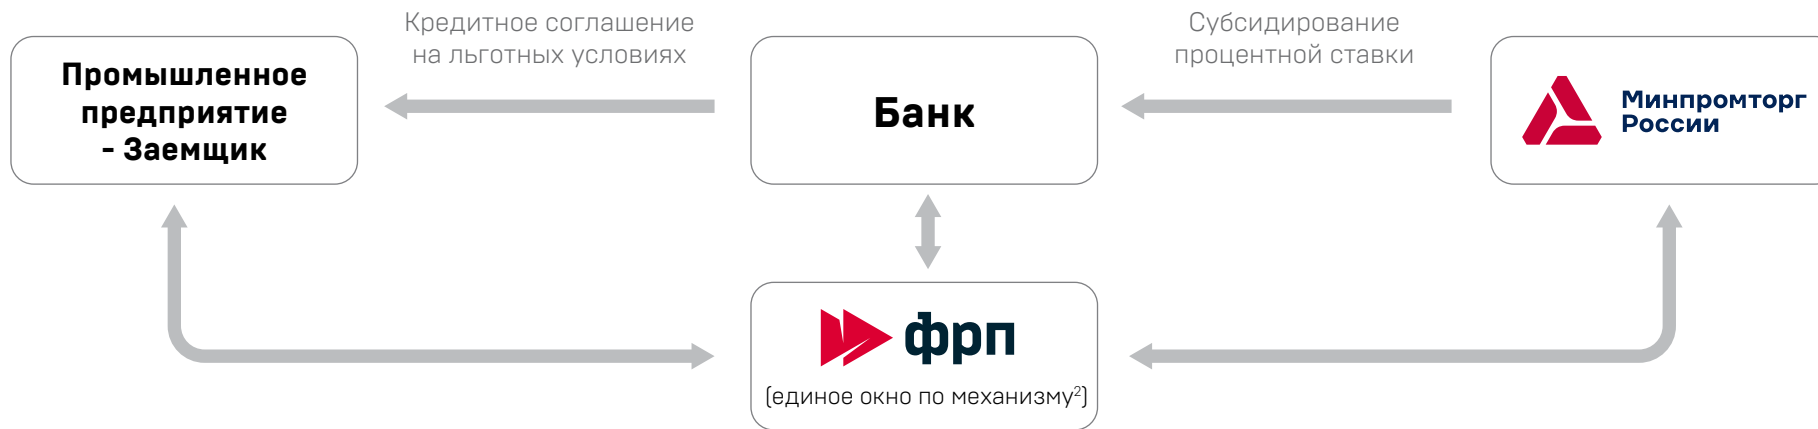 Кредитное соглашение
на льготных условиях
Субсидирование
процентной ставки
Промышленное
предприятие
- Заемщик
Банк
Минпромторг
России
фрп
(единое окно по механизму²)